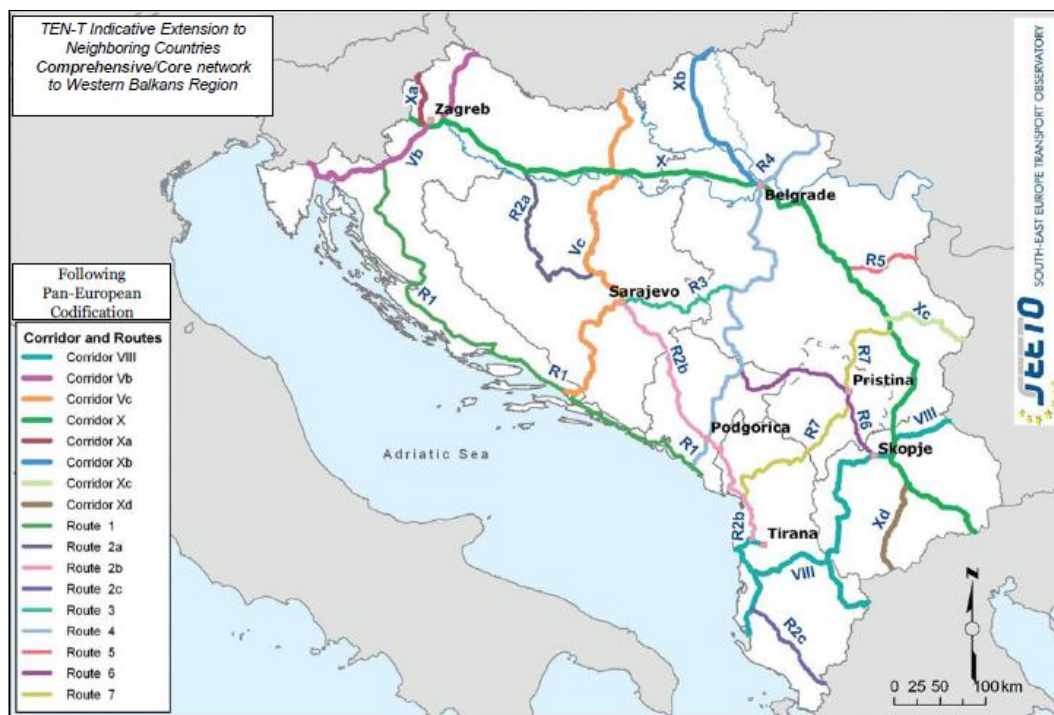 TEN-T Indicative Extension to
Neighboring Countries
Comprehensive/Core network
to Western Balkans Region
SOUTH-EAST EUROPE TRANSPORT OBSERVATORY
SEETO
Xa
Zagreb
Vb
Xb
X
R4
Belgrade
R2a
Vc
R5
Sarajevo
R3
Xc
R1
R2b
R7
Pristina
R1
R6
VIII
Podgorica
R7
Skopje
R1
Adriatic Sea
Xd
R2b
Tirana
VIII
R2c
Following
Pan-European
Codification
Corridor and Routes
Corridor VIII
Corridor Vb
Corridor Vc
Corridor X
Corridor Xa
Corridor Xb
Corridor Xc
Corridor Xd
Route 1
Route 2a
Route 2b
Route 2c
Route 3
Route 4
Route 5
Route 6
Route 7
N
0 25 50 100 km